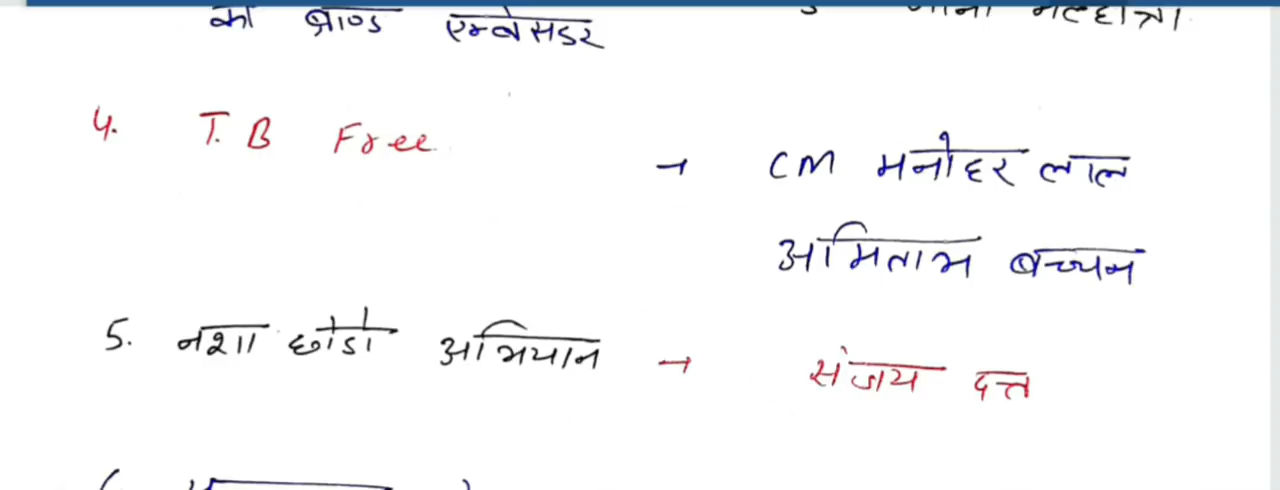 का ब्राण्ड एम्बेसडर
4. T.B Free → CM मनोहर लाल
अमिताभ बच्चन
5. नशा छोडो अभियान → संजय दत्त